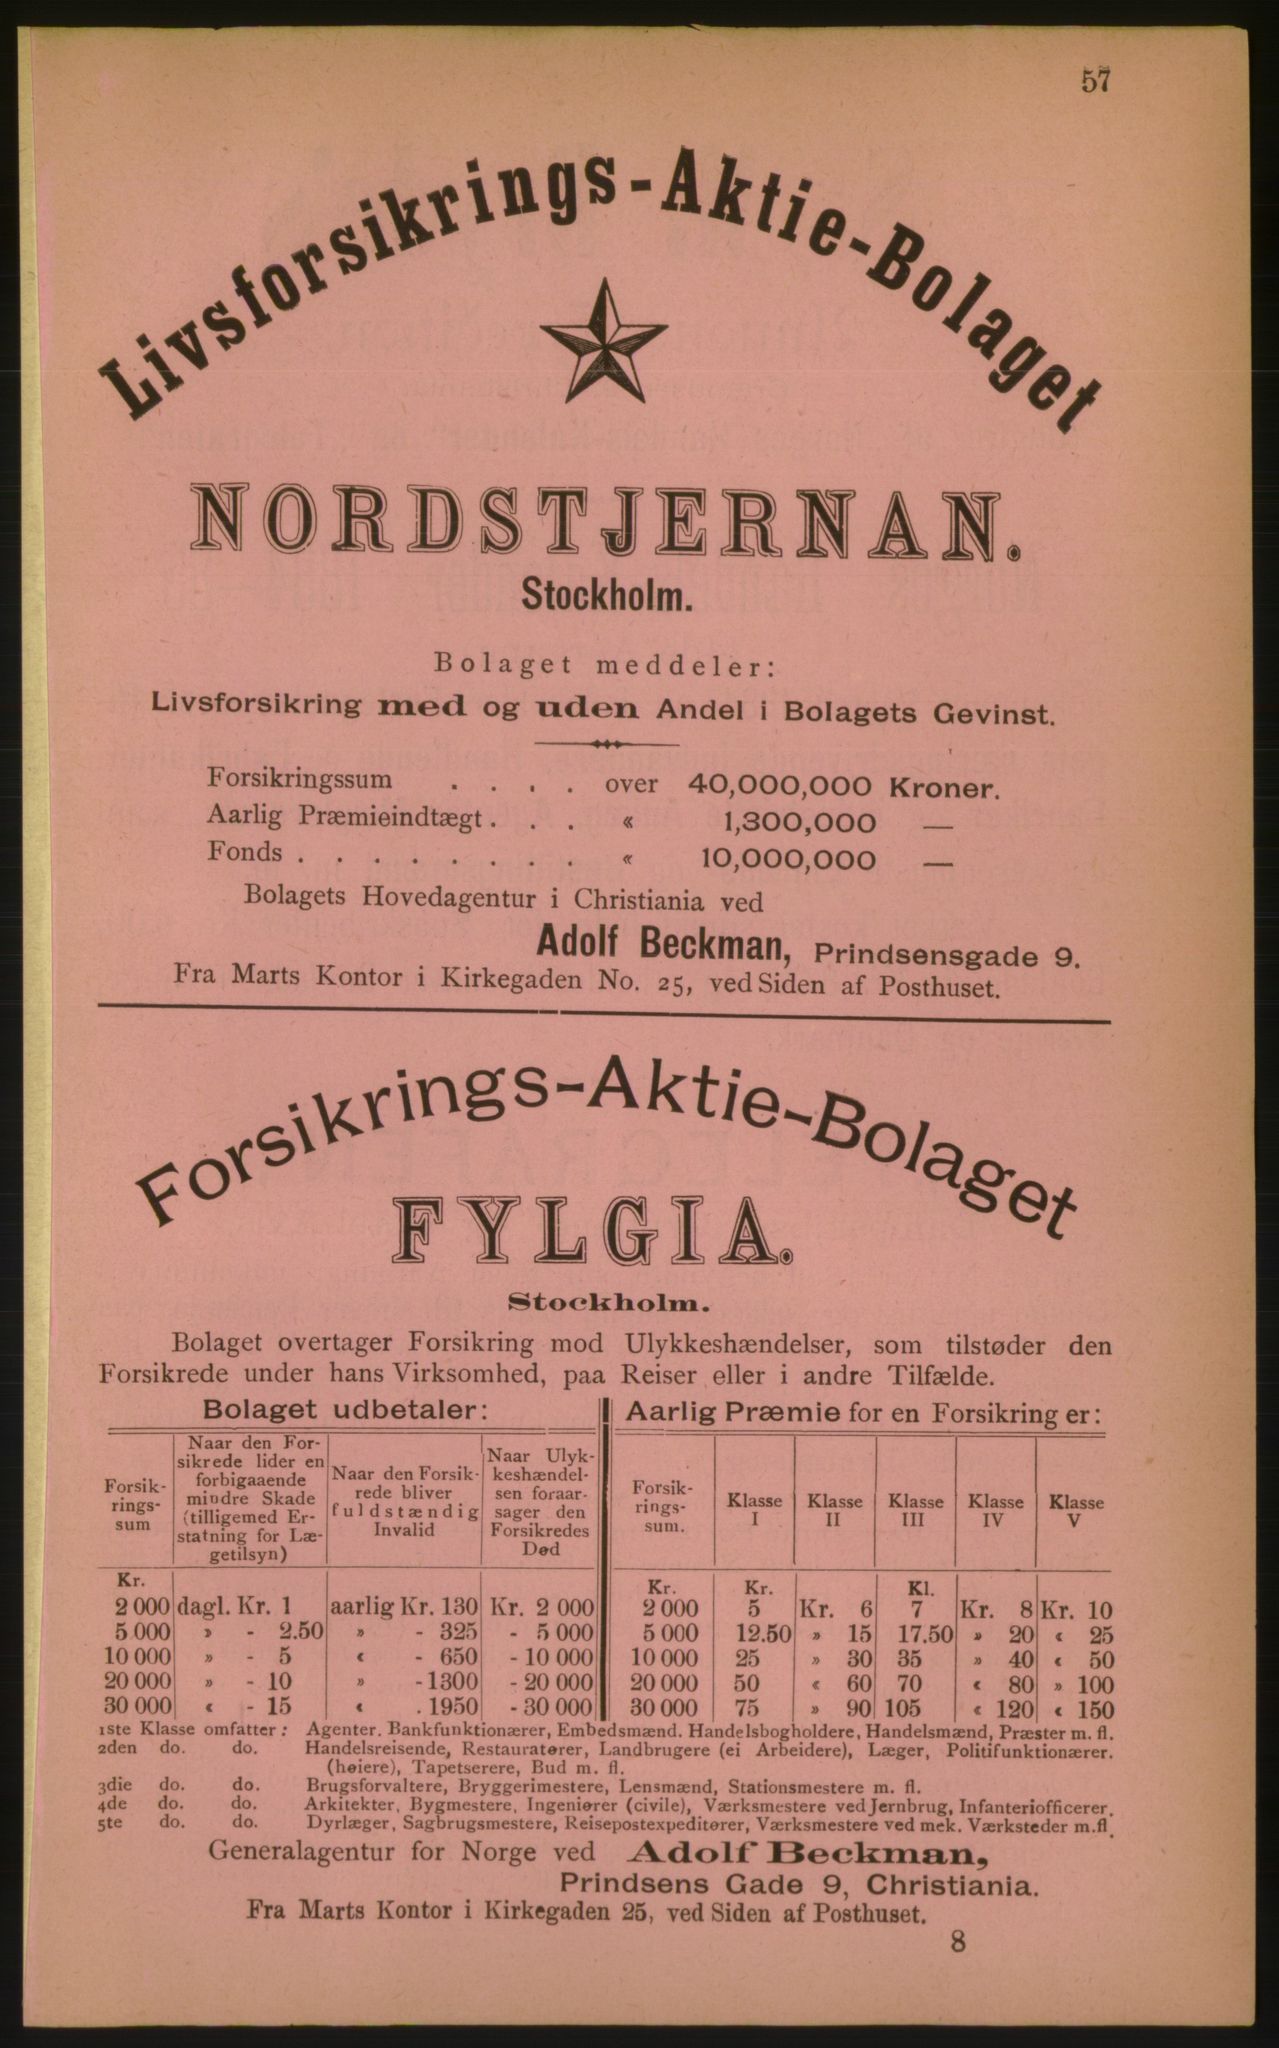 57
Livsforsikrings-Aktie-Bolaget
NORDSTJERNAN.
Stockholm.
Bolaget meddeler:
Livsforsikring med og uden Andel i Bolagets Gevinst.
Forsikringssum . . . . over 40,000,000 Kroner.
Aarlig Præmieindtægt . . . « 1,300,000 —
Fonds . . . . . . . . « 10,000,000 —
Bolagets Hovedagentur i Christiania ved
Adolf Beckman, Prindsensgade 9.
Fra Marts Kontor i Kirkegaden No. 25, ved Siden af Posthuset.
Forsikrings-Aktie-Bolaget
FYLGIA.
Stockholm.
Bolaget overtager Forsikring mod Ulykkeshændelser, som tilstøder den
Forsikrede under hans Virksomhed, paa Reiser eller i andre Tilfælde.
Bolaget udbetaler:
Forsik-
rings-
sum
Naar den For-
sikrede lider en
forbigaaende
mindre Skade
(tilligemed Er-
statning for Læ-
getilsyn)
Naar den Forsik-
rede bliver
fuldstændig
Invalid
Naar Ulyk-
keshændel-
sen foraar-
sager den
Forsikredes
Død
Kr.
2 000 dagl. Kr. 1 aarlig Kr. 130 Kr. 2 000
5 000 » - 2.50 » - 325 - 5 000
10 000 » - 5 « - 650 - 10 000
20 000 » - 10 » - 1300 - 20 000
30 000 « - 15 « . 1950 - 30 000
Aarlig Præmie for en Forsikring er:
Forsik-
rings-
sum.
Klasse
I
Klasse
II
Klasse
III
Klasse
IV
Klasse
V
Kr. Kr. Kl.
2 000 5 Kr. 6 7 Kr. 8 Kr. 10
5 000 12.50 » 15 17.50 » 20 « 25
10 000 25 » 30 35 » 40 « 50
20 000 50 « 60 70 « 80 » 100
30 000 75 » 90 105 « 120 « 150
1ste Klasse omfatter: Agenter. Bankfunktionærer, Embedsmænd. Handelsbogholdere, Handelsmænd, Præster m. fl.
2den do. do. Handelsreisende, Restauratører, Landbrugere (ei Arbeidere), Læger, Politifunktionærer.
(høiere), Tapetserere, Bud m. fl.
3die do. do. Brugsforvaltere, Bryggerimestere, Lensmænd, Stationsmestere m. fl.
4de do. do. Arkitekter, Bygmestere, Ingeniører (civile), Værksmestere ved Jernbrug, Infanteriofficerer.
5te do. do. Dyrlæger, Sagbrugsmestere, Reisepostexpeditører, Værksmestere ved mek. Værksteder m.fl.
Generalagentur for Norge ved Adolf Beckman,
Prindsens Gade 9, Christiania.
Fra Marts Kontor i Kirkegaden 25, ved Siden af Posthuset.
8